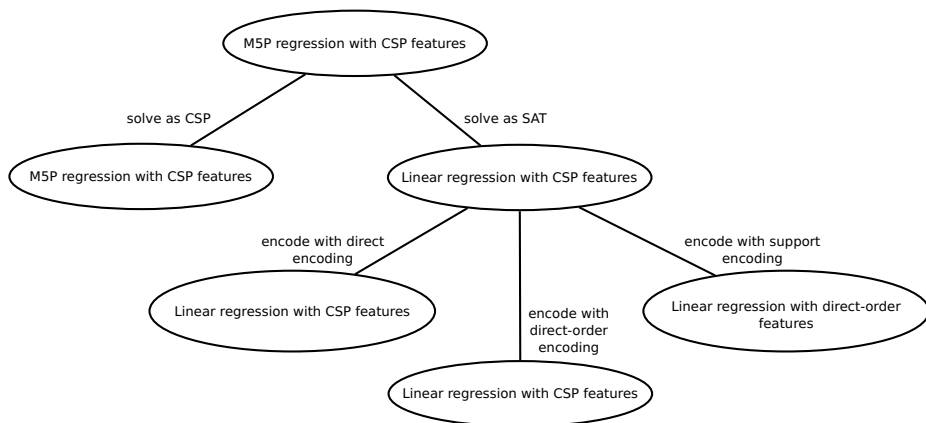 M5P regression with CSP features
solve as CSP
solve as SAT
M5P regression with CSP features
Linear regression with CSP features
encode with direct
encoding
encode with support
encoding
Linear regression with CSP features
encode with
direct-order
encoding
Linear regression with direct-order
features
Linear regression with CSP features